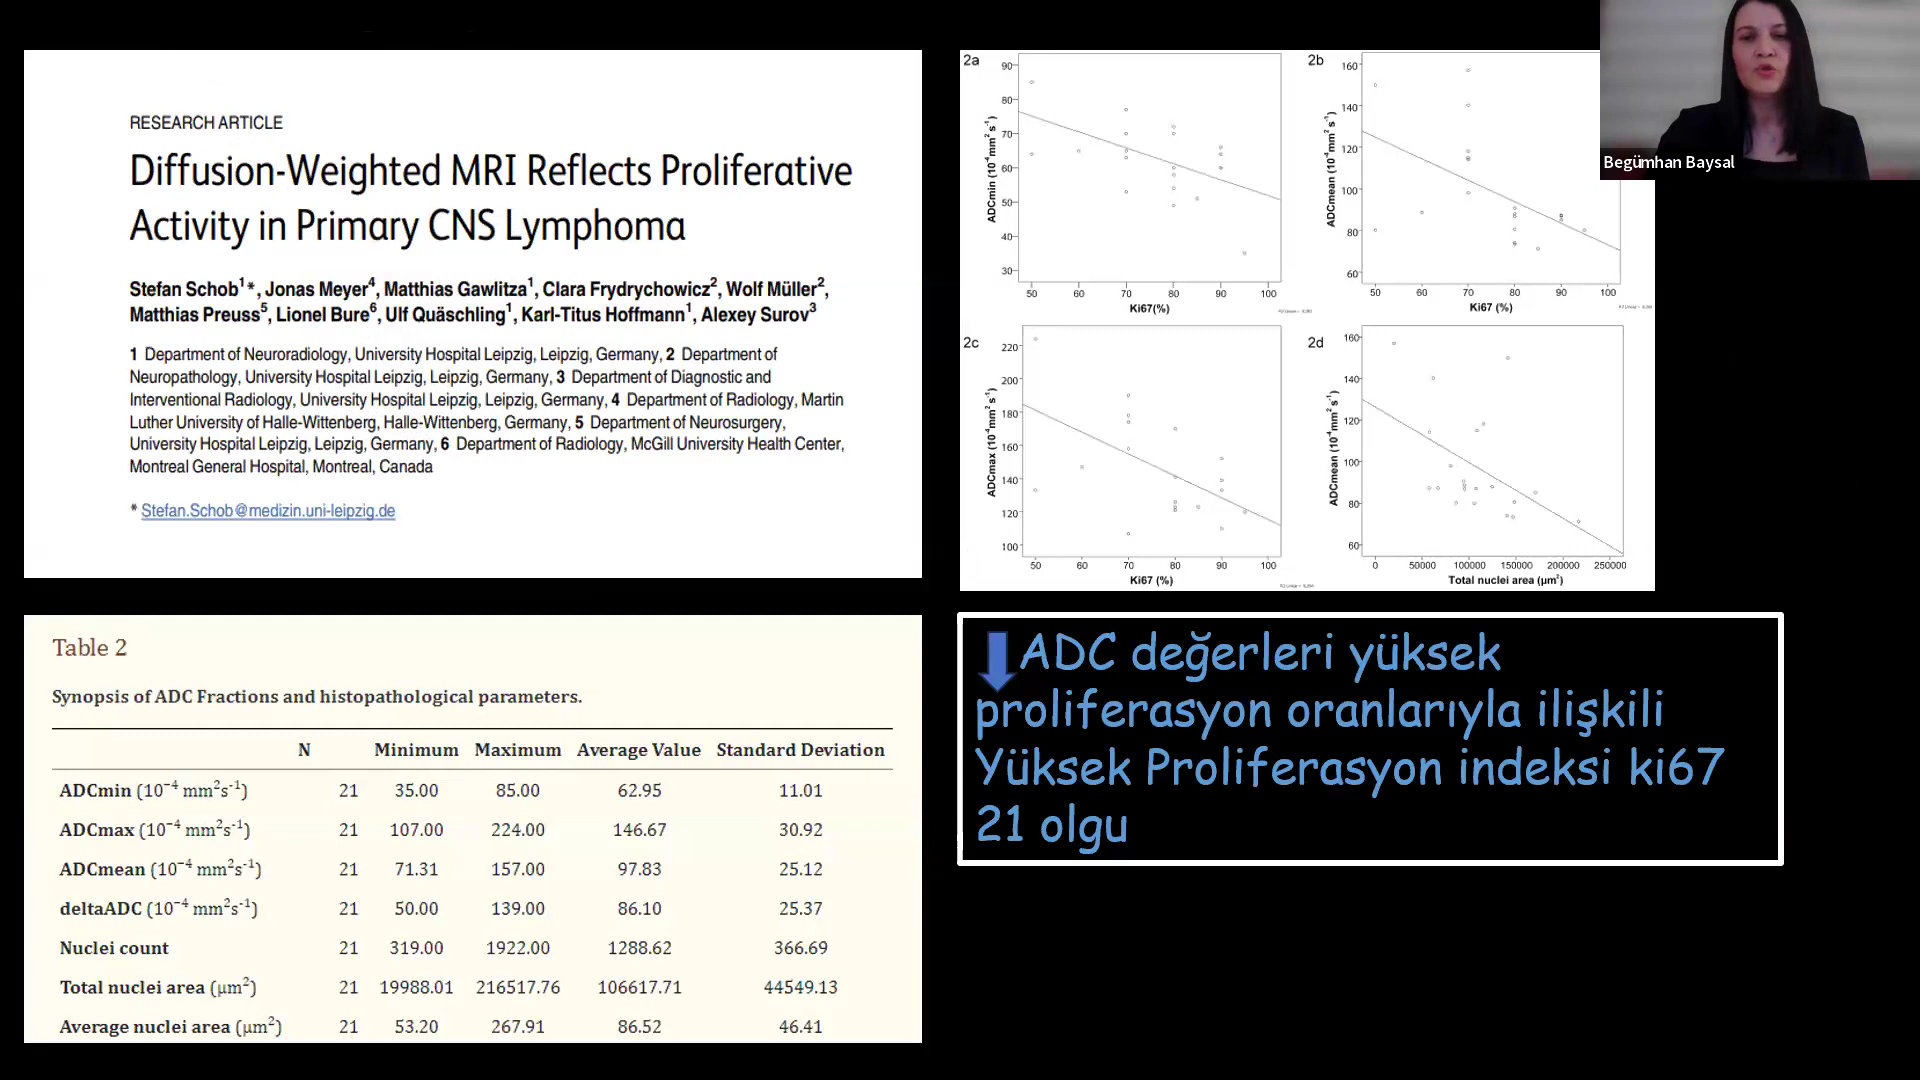 RESEARCH ARTICLE
Diffusion-Weighted MRI Reflects Proliferative
Activity in Primary CNS Lymphoma
Stefan Schob1*, Jonas Meyer4, Matthias Gawlitza1, Clara Frydrychowicz2, Wolf Müller2,
Matthias Preuss5, Lionel Bure6, Ulf Quäschling1, Karl-Titus Hoffmann1, Alexey Surov3
1 Department of Neuroradiology, University Hospital Leipzig, Leipzig, Germany, 2 Department of
Neuropathology, University Hospital Leipzig, Leipzig, Germany, 3 Department of Diagnostic and
Interventional Radiology, University Hospital Leipzig, Leipzig, Germany, 4 Department of Radiology, Martin
Luther University of Halle-Wittenberg, Halle-Wittenberg, Germany, 5 Department of Neurosurgery,
University Hospital Leipzig, Leipzig, Germany, 6 Department of Radiology, McGill University Health Center,
Montreal General Hospital, Montreal, Canada
* Stefan.Schob@medizin.uni-leipzig.de
2a
90
80
70
60
50
40
30
ADCmin (10⁻⁴mm² s⁻¹)
50 60 70 80 90 100
Ki67(%)
2b
160
140
120
100
80
60
ADCmean (10⁻⁴mm² s⁻¹)
50 60 70 80 90 100
Ki67 (%)
2c
220
200
180
160
140
120
100
ADCmax (10⁻⁴mm² s⁻¹)
50 60 70 80 90 100
Ki67 (%)
2d
160
140
120
100
80
60
ADCmean (10⁻⁴mm² s⁻¹)
0 50000 100000 150000 200000 250000
Total nuclei area (µm²)
Begümhan Baysal
Table 2
Synopsis of ADC Fractions and histopathological parameters.
N Minimum Maximum Average Value Standard Deviation
ADCmin (10⁻⁴ mm²s⁻¹) 21 35.00 85.00 62.95 11.01
ADCmax (10⁻⁴ mm²s⁻¹) 21 107.00 224.00 146.67 30.92
ADCmean (10⁻⁴ mm²s⁻¹) 21 71.31 157.00 97.83 25.12
deltaADC (10⁻⁴ mm²s⁻¹) 21 50.00 139.00 86.10 25.37
Nuclei count 21 319.00 1922.00 1288.62 366.69
Total nuclei area (µm²) 21 19988.01 216517.76 106617.71 44549.13
Average nuclei area (µm²) 21 53.20 267.91 86.52 46.41
ADC değerleri yüksek
proliferasyon oranlarıyla ilişkili
Yüksek Proliferasyon indeksi ki67
21 olgu